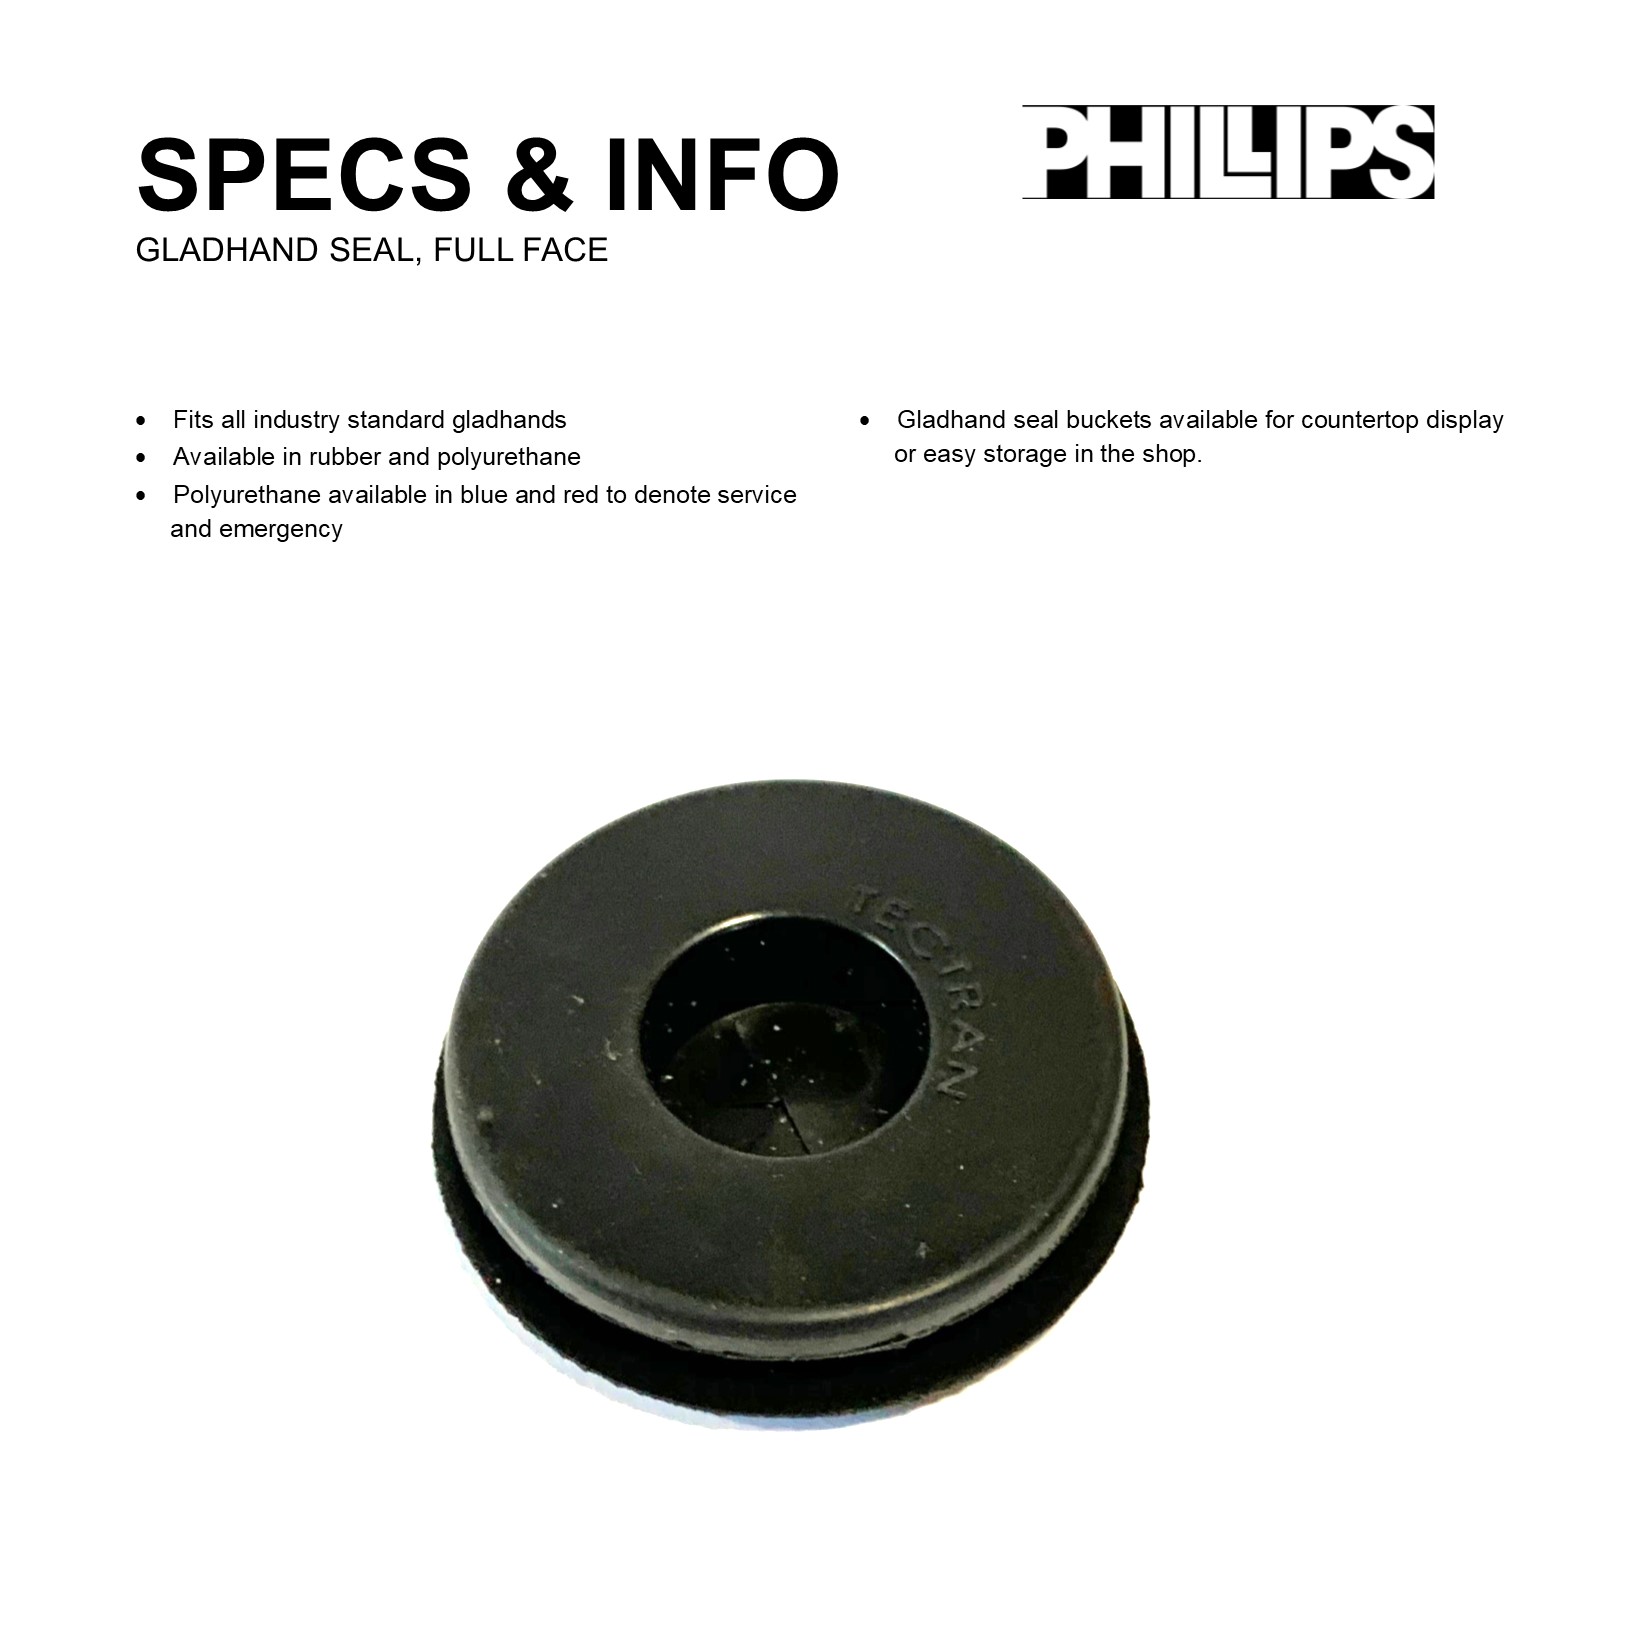 SPECS & INFO
PHILLIPS
GLADHAND SEAL, FULL FACE
• Fits all industry standard gladhands
• Available in rubber and polyurethane
• Polyurethane available in blue and red to denote service
and emergency
• Gladhand seal buckets available for countertop display
or easy storage in the shop.
TECTRAN